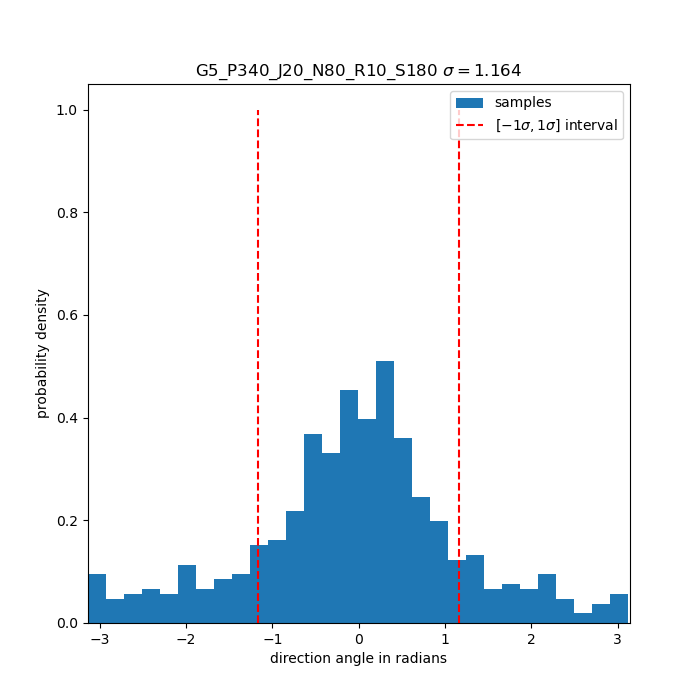 G5_P340_J20_N80_R10_S180 σ = 1.164
samples
[−1σ, 1σ] interval
1.0
0.8
0.6
0.4
0.2
0.0
probability density
−3 −2 −1 0 1 2 3
direction angle in radians